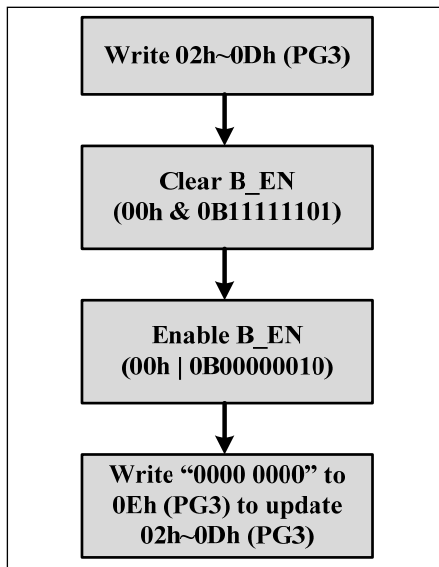 Write 02h~0Dh (PG3)
Clear B_EN
(00h & 0B11111101)
Enable B_EN
(00h | 0B00000010)
Write “0000 0000” to
0Eh (PG3) to update
02h~0Dh (PG3)